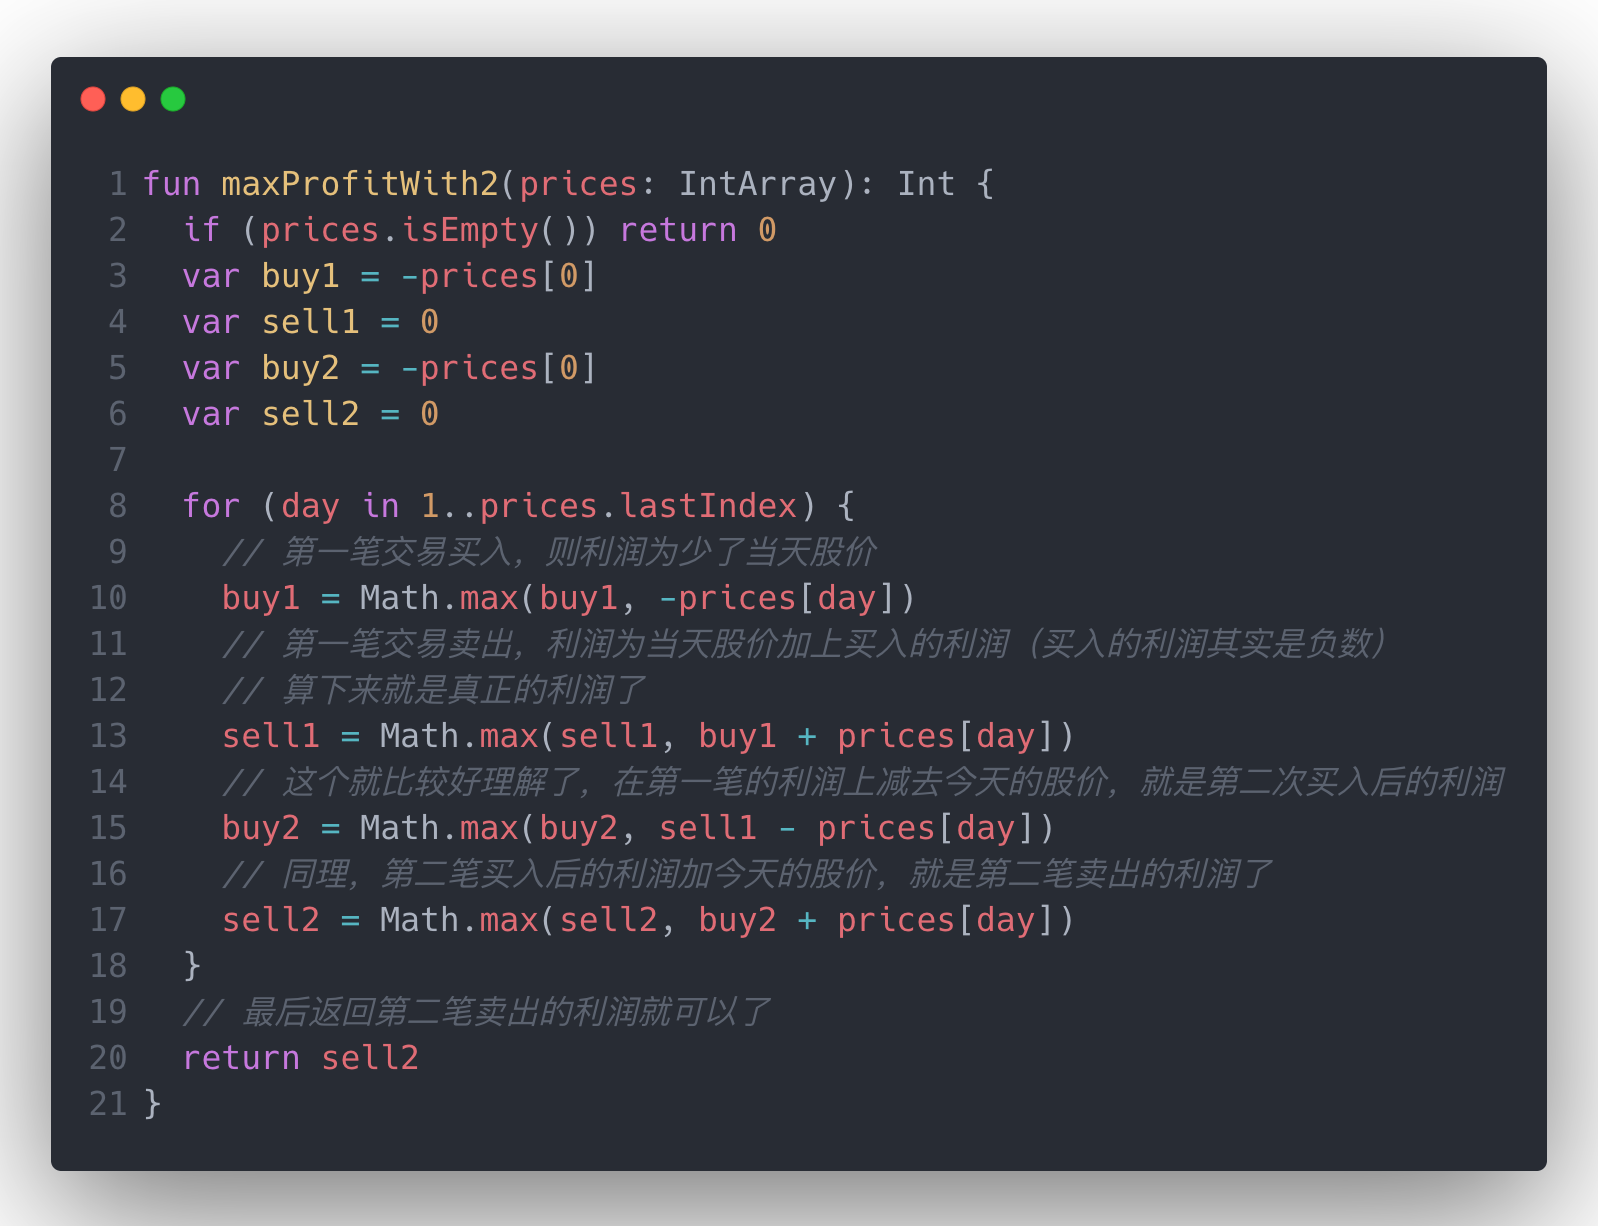 1 fun maxProfitWith2(prices: IntArray): Int {
2   if (prices.isEmpty()) return 0
3   var buy1 = -prices[0]
4   var sell1 = 0
5   var buy2 = -prices[0]
6   var sell2 = 0
7
8   for (day in 1..prices.lastIndex) {
9     // 第一笔交易买入，则利润为少了当天股价
10     buy1 = Math.max(buy1, -prices[day])
11     // 第一笔交易卖出，利润为当天股价加上买入的利润（买入的利润其实是负数）
12     // 算下来就是真正的利润了
13     sell1 = Math.max(sell1, buy1 + prices[day])
14     // 这个就比较好理解了，在第一笔的利润上减去今天的股价，就是第二次买入后的利润
15     buy2 = Math.max(buy2, sell1 - prices[day])
16     // 同理，第二笔买入后的利润加今天的股价，就是第二笔卖出的利润了
17     sell2 = Math.max(sell2, buy2 + prices[day])
18   }
19   // 最后返回第二笔卖出的利润就可以了
20   return sell2
21 }